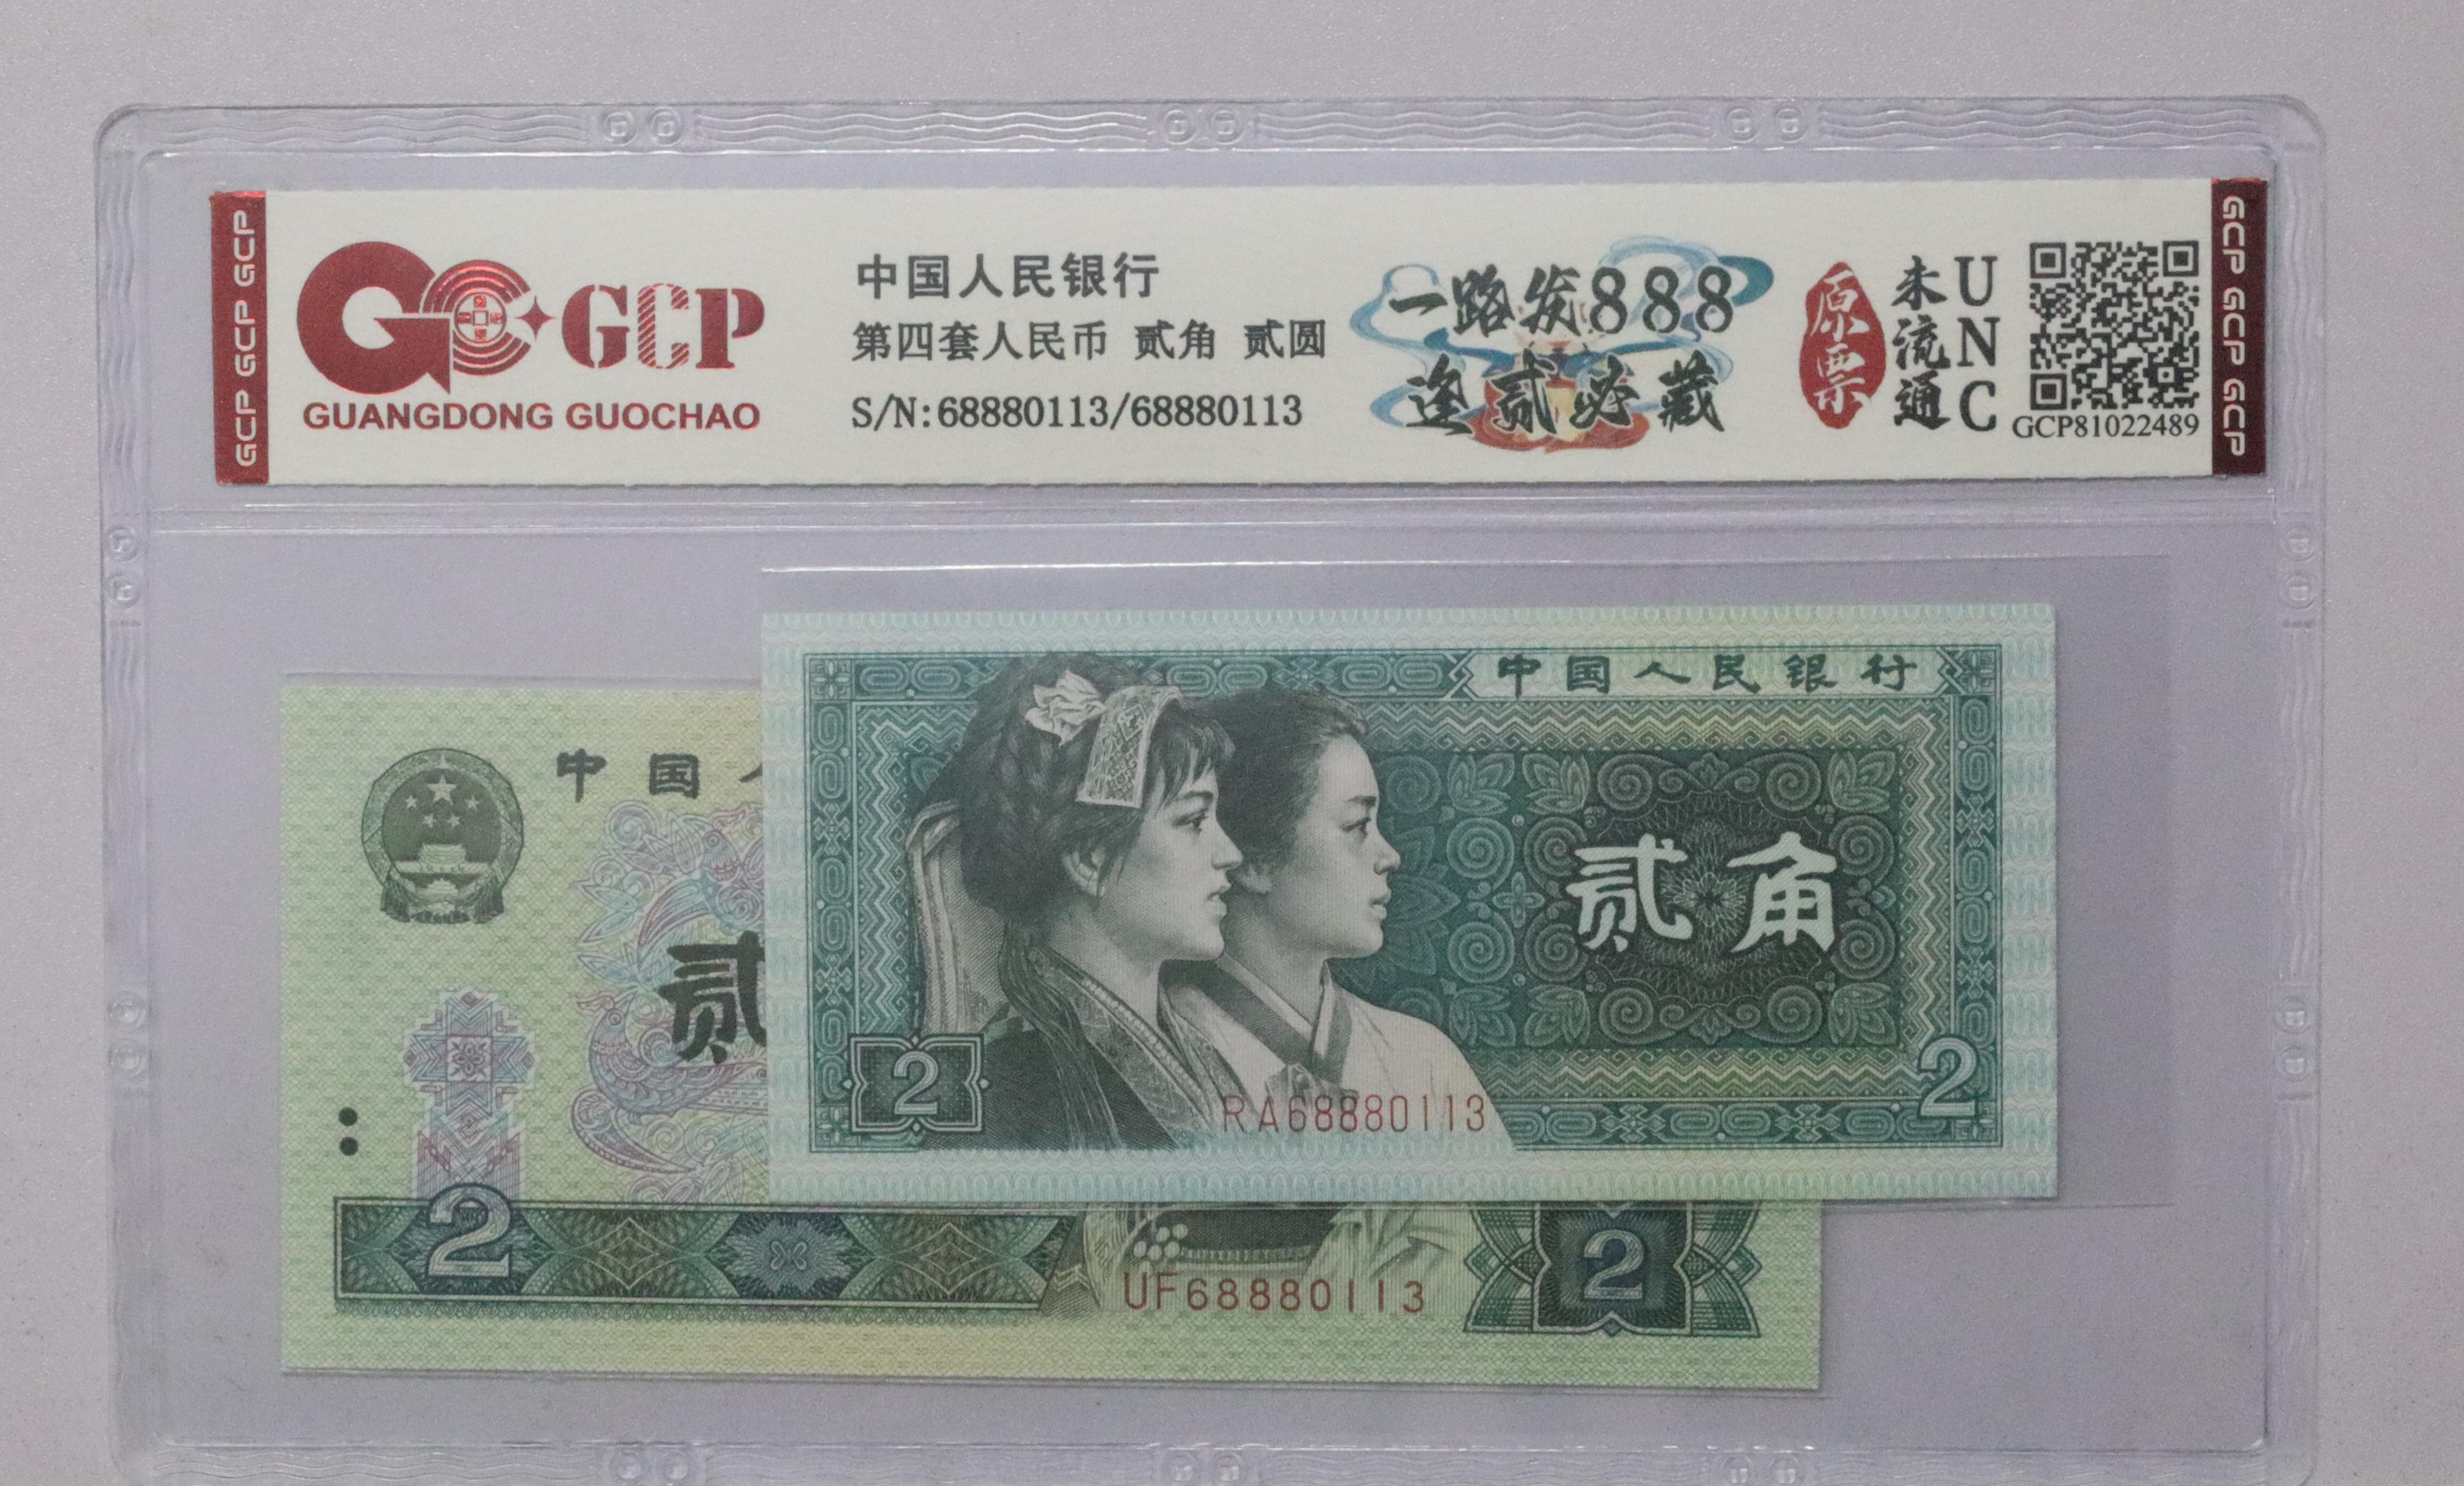 GCP GCP GCP
GCP
GUANGDONG GUOCHAO
中国人民银行
第四套人民币 贰角 贰圆
S/N:68880113/68880113
一路发888
逢贰必藏
原票
未流通
UNC
GCP81022489
GCP GCP GCP
中国人民银行
贰角
2
2
RA68880113
中国人
贰
2
2
UF68880113